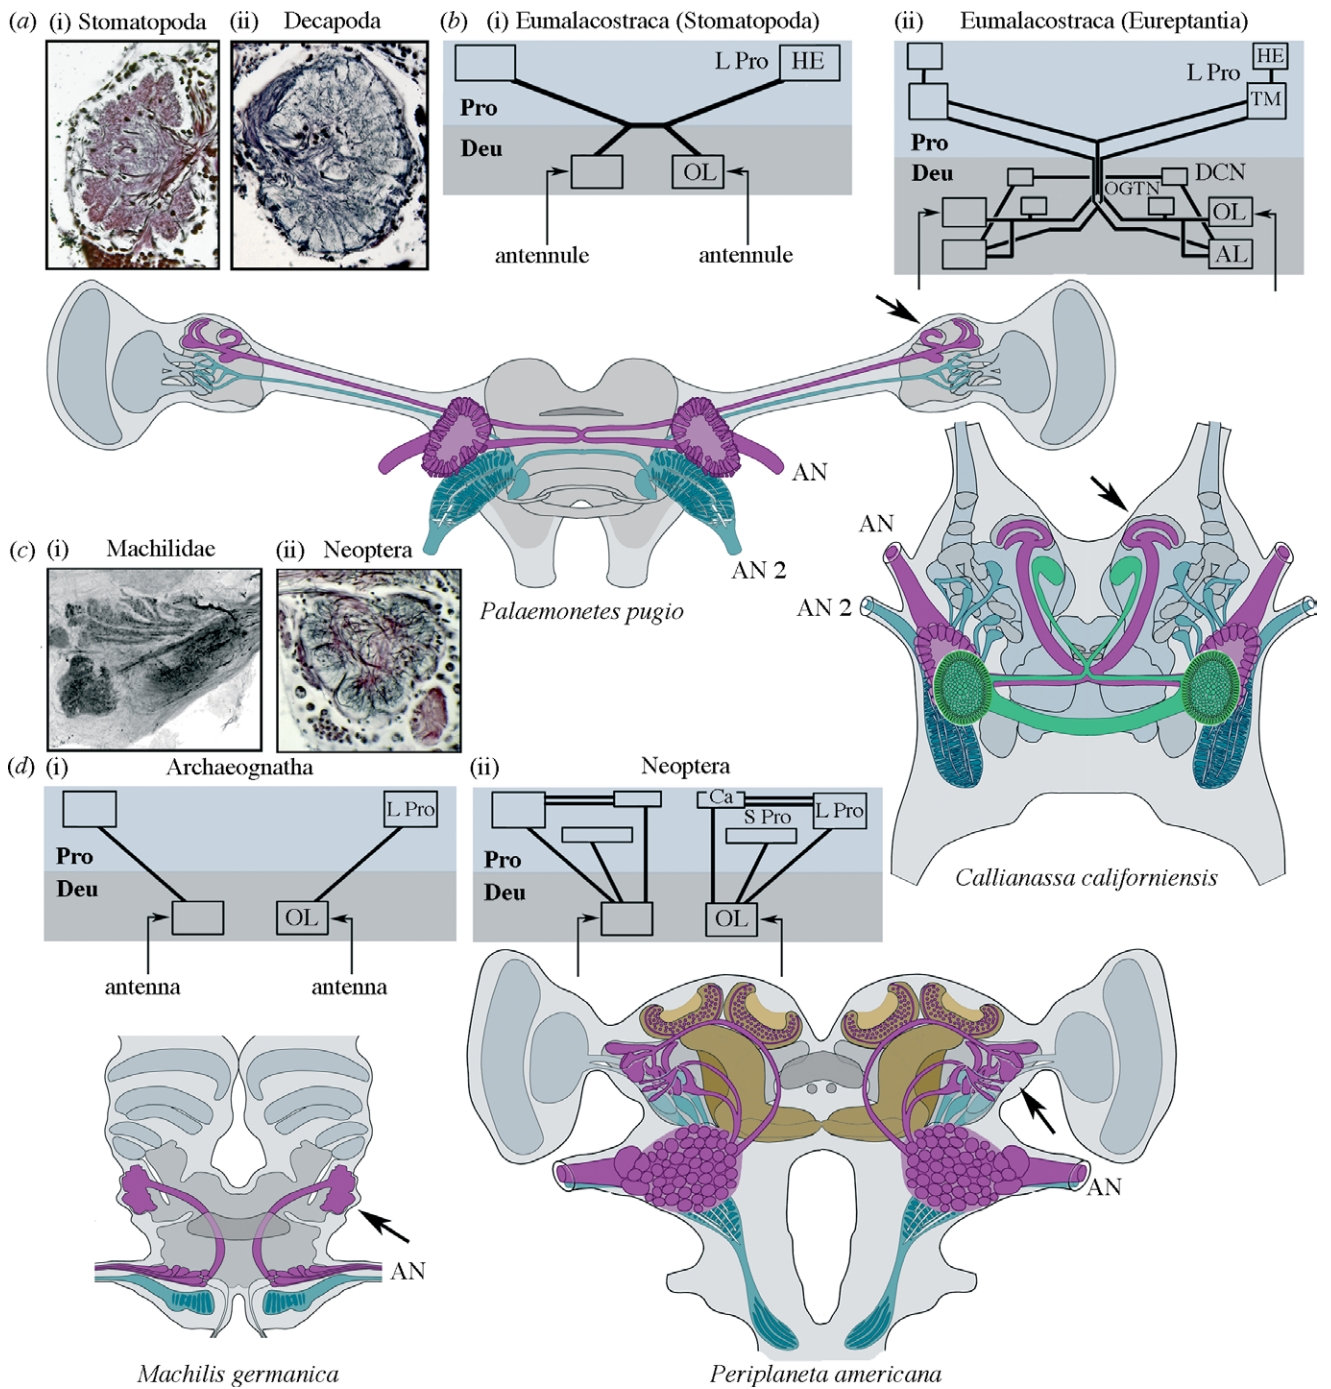 (a) (i) Stomatopoda (ii) Decapoda
(b) (i) Eumalacostraca (Stomatopoda)
L Pro HE
Pro
Deu
OL
antennule antennule
(ii) Eumalacostraca (Eureptantia)
HE
L Pro
TM
Pro
Deu
DCN
OGTN
OL
AL
AN
AN 2
Palaemonetes pugio
AN
AN 2
Callianassa californiensis
(c) (i) Machilidae (ii) Neoptera
(d) (i) Archaeognatha
L Pro
Pro
Deu
OL
antenna antenna
(ii) Neoptera
Ca
S Pro
L Pro
Pro
Deu
OL
AN
Machilis germanica
AN
Periplaneta americana